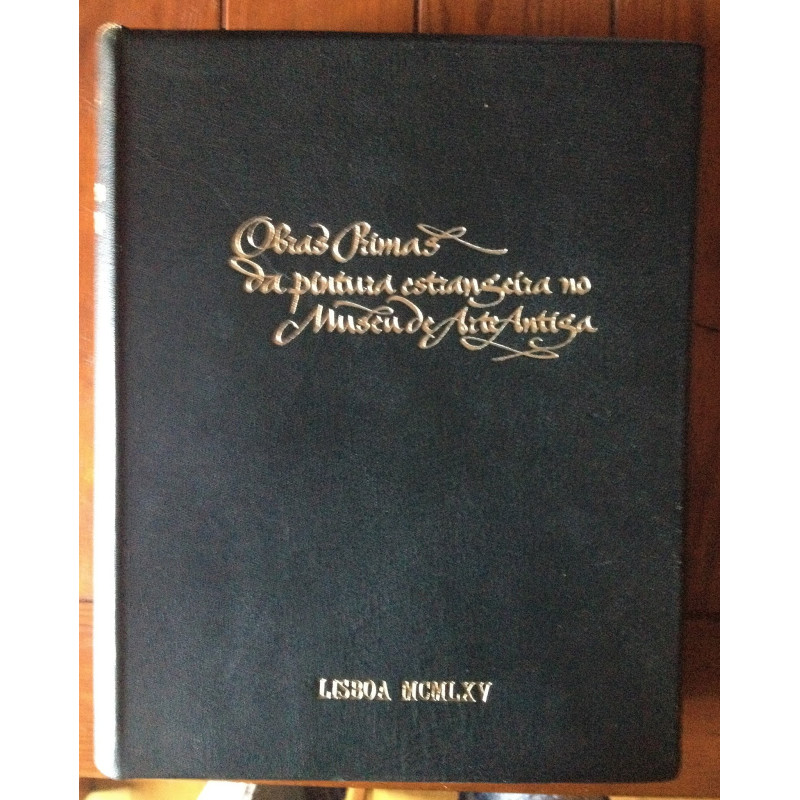 Obras Primas
da pintura estrangeira no
Museu de Arte Antiga
LISBOA MCMLXV